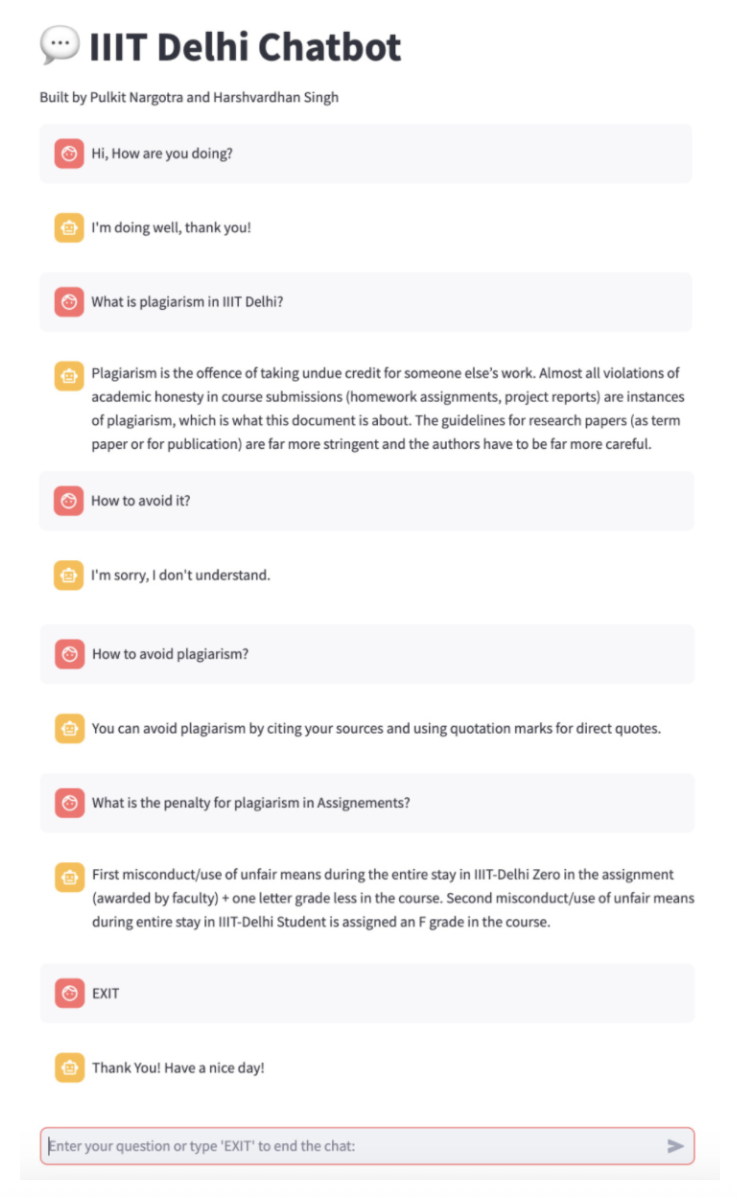 IIIT Delhi Chatbot
Built by Pulkit Nargotra and Harshvardhan Singh
Hi, How are you doing?
I'm doing well, thank you!
What is plagiarism in IIIT Delhi?
Plagiarism is the offence of taking undue credit for someone else's work. Almost all violations of
academic honesty in course submissions (homework assignments, project reports) are instances
of plagiarism, which is what this document is about. The guidelines for research papers (as term
paper or for publication) are far more stringent and the authors have to be far more careful.
How to avoid it?
I'm sorry, I don't understand.
How to avoid plagiarism?
You can avoid plagiarism by citing your sources and using quotation marks for direct quotes.
What is the penalty for plagiarism in Assignements?
First misconduct/use of unfair means during the entire stay in IIIT-Delhi Zero in the assignment
(awarded by faculty) + one letter grade less in the course. Second misconduct/use of unfair means
during entire stay in IIIT-Delhi Student is assigned an F grade in the course.
EXIT
Thank You! Have a nice day!
Enter your question or type 'EXIT' to end the chat: